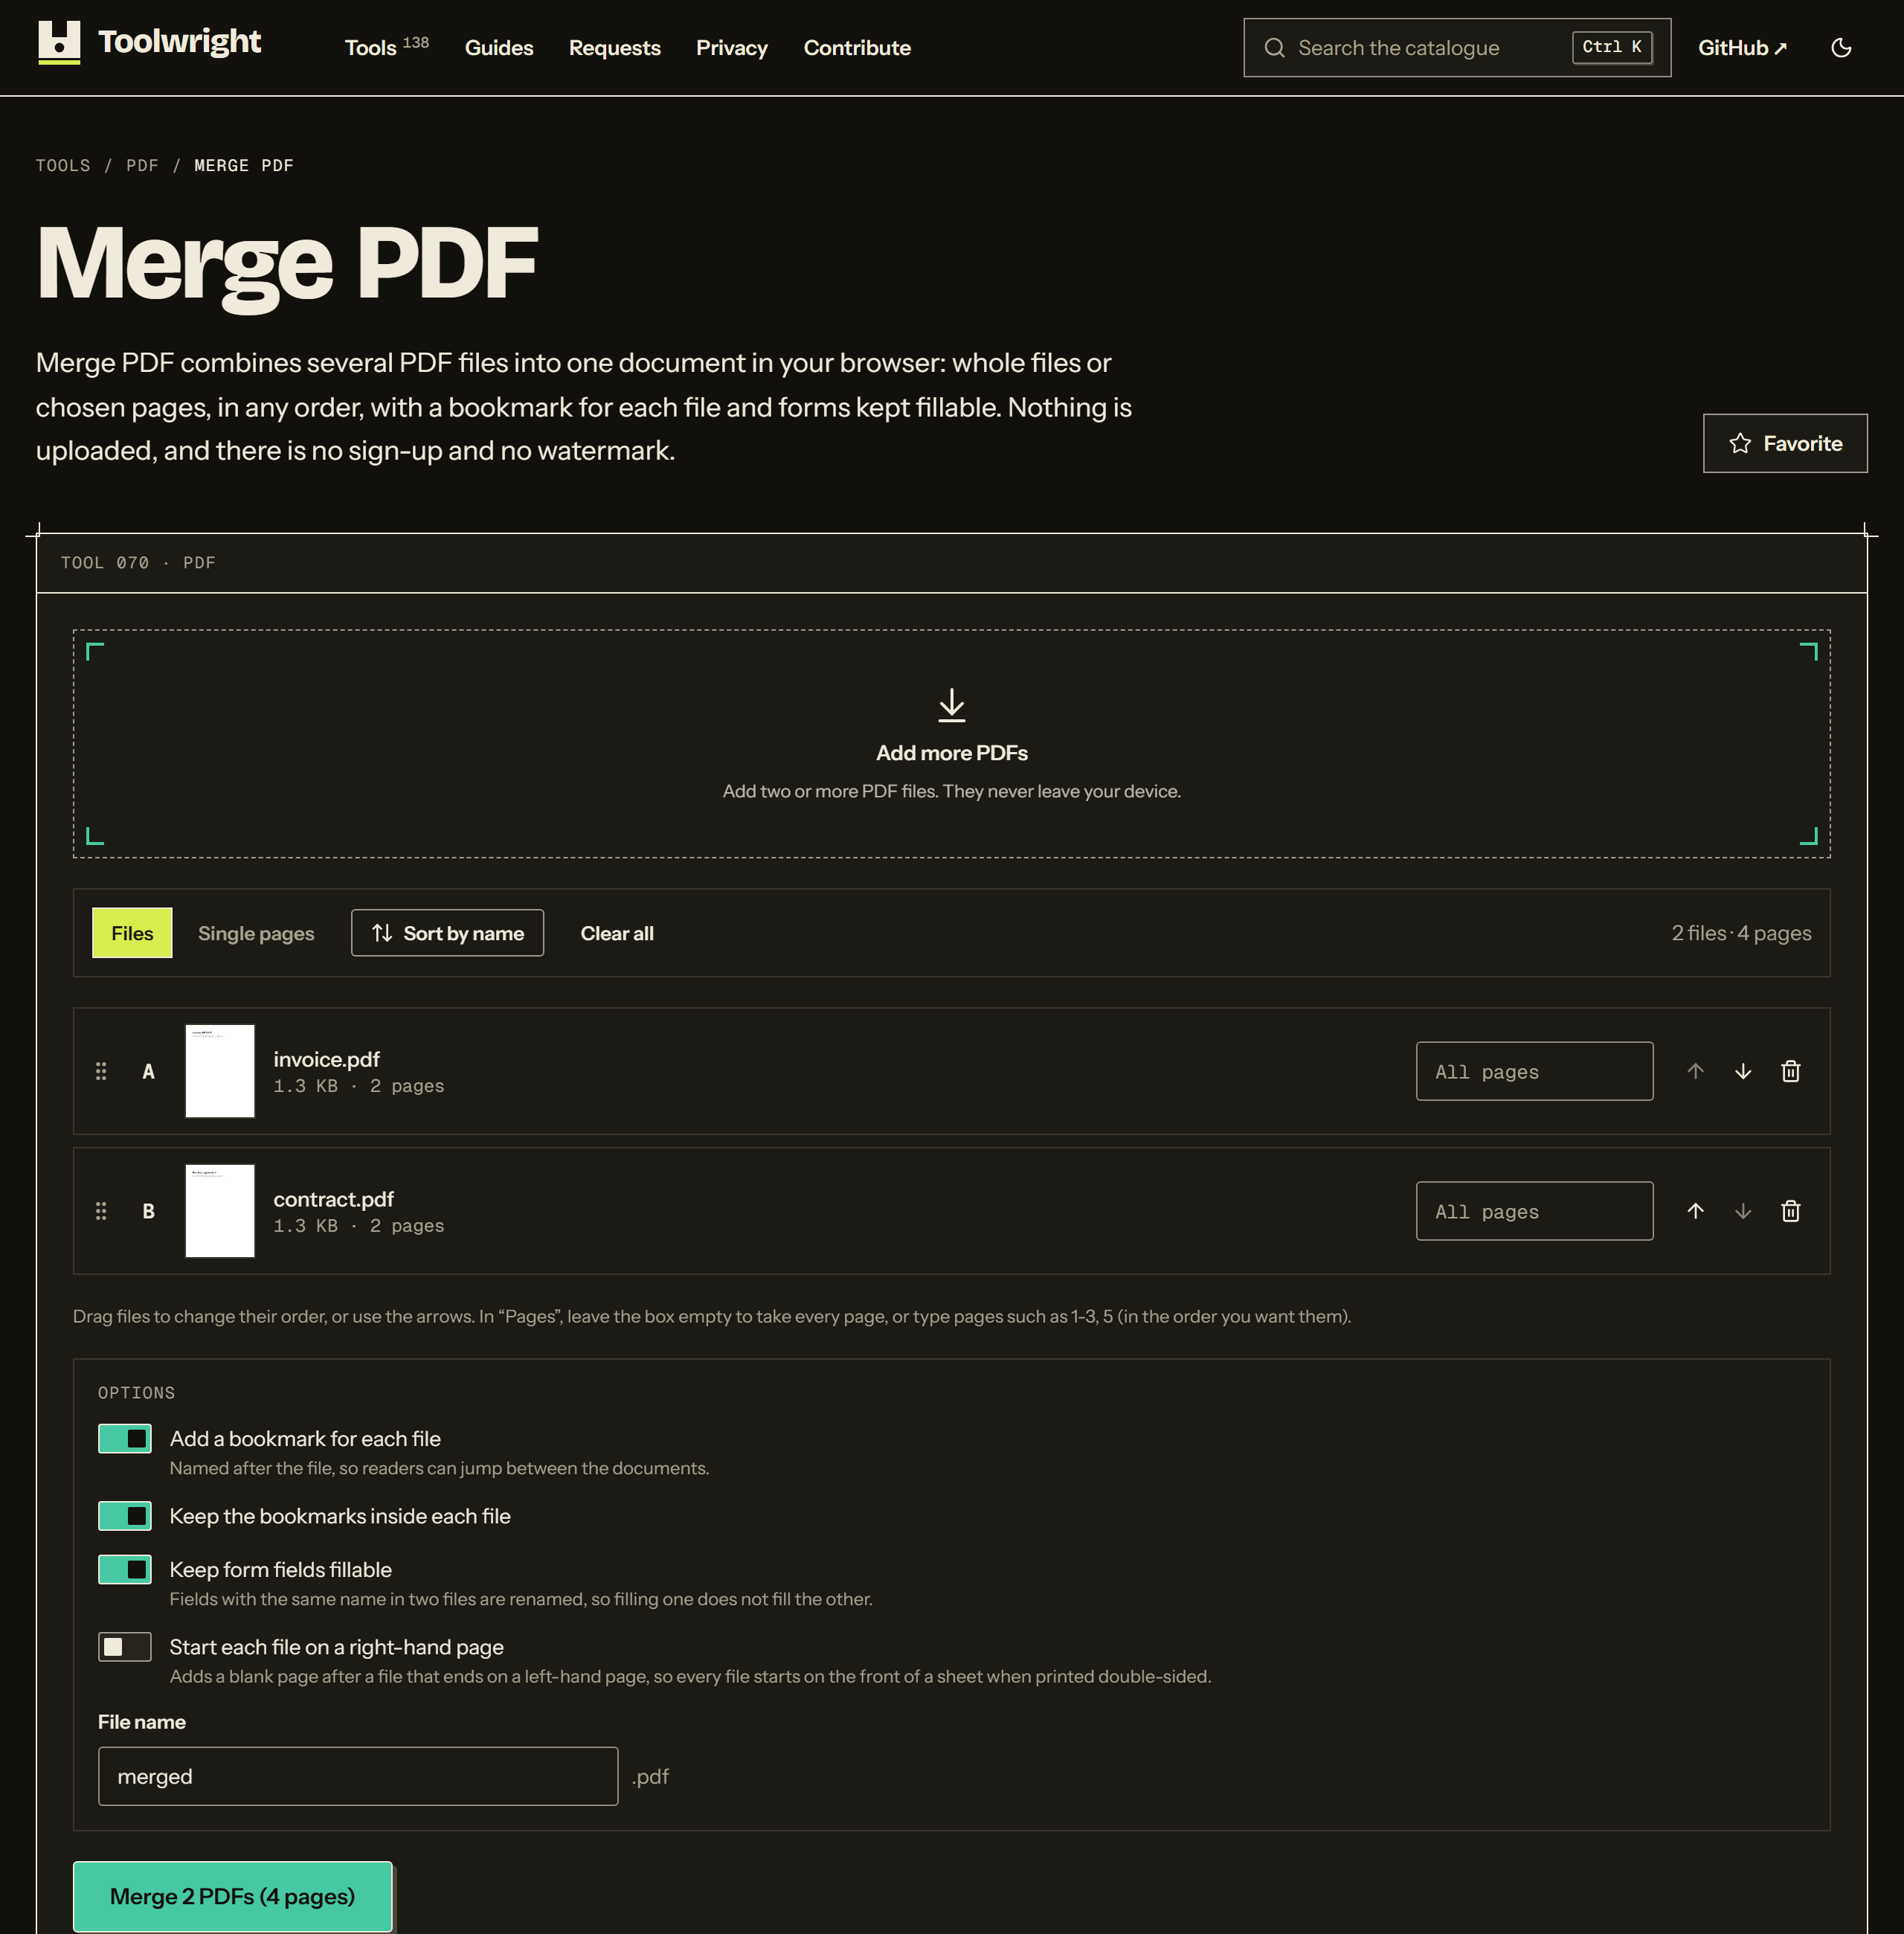 Toolwright
Tools 138
Guides
Requests
Privacy
Contribute
Search the catalogue
Ctrl K
GitHub ↗
TOOLS / PDF / MERGE PDF
Merge PDF
Merge PDF combines several PDF files into one document in your browser: whole files or
chosen pages, in any order, with a bookmark for each file and forms kept fillable. Nothing is
uploaded, and there is no sign-up and no watermark.
Favorite
TOOL 070 · PDF
Add more PDFs
Add two or more PDF files. They never leave your device.
Files
Single pages
Sort by name
Clear all
2 files · 4 pages
A
invoice.pdf
1.3 KB · 2 pages
All pages
B
contract.pdf
1.3 KB · 2 pages
All pages
Drag files to change their order, or use the arrows. In “Pages”, leave the box empty to take every page, or type pages such as 1-3, 5 (in the order you want them).
OPTIONS
Add a bookmark for each file
Named after the file, so readers can jump between the documents.
Keep the bookmarks inside each file
Keep form fields fillable
Fields with the same name in two files are renamed, so filling one does not fill the other.
Start each file on a right-hand page
Adds a blank page after a file that ends on a left-hand page, so every file starts on the front of a sheet when printed double-sided.
File name
merged
.pdf
Merge 2 PDFs (4 pages)